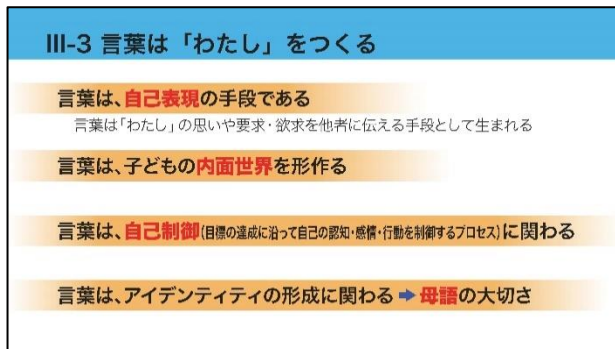 III-3 言葉は「わたし」をつくる
言葉は、自己表現の手段である
言葉は「わたし」の思いや要求・欲求を他者に伝える手段として生まれる
言葉は、子どもの内面世界を形作る
言葉は、自己制御(目標の達成に沿って自己の認知・感情・行動を制御するプロセス)に関わる
言葉は、アイデンティティの形成に関わる➡母語の大切さ